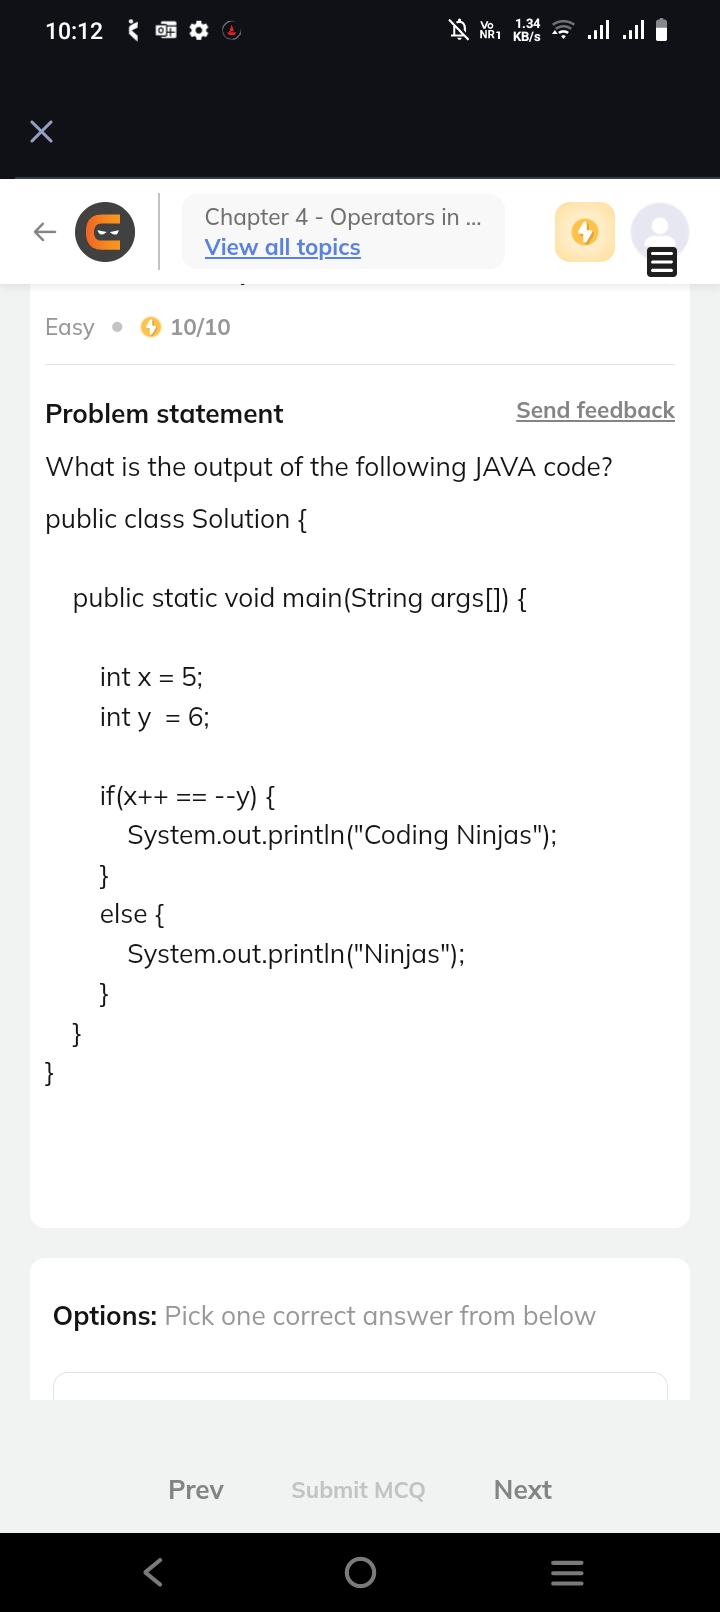 10:12
Vo
NR1
1.34
KB/s
Chapter 4 - Operators in ...
View all topics
Easy • 10/10
Problem statement
Send feedback
What is the output of the following JAVA code?
public class Solution {
public static void main(String args[]) {
int x = 5;
int y  = 6;
if(x++ == --y) {
System.out.println("Coding Ninjas");
}
else {
System.out.println("Ninjas");
}
}
}
Options: Pick one correct answer from below
Prev
Submit MCQ
Next